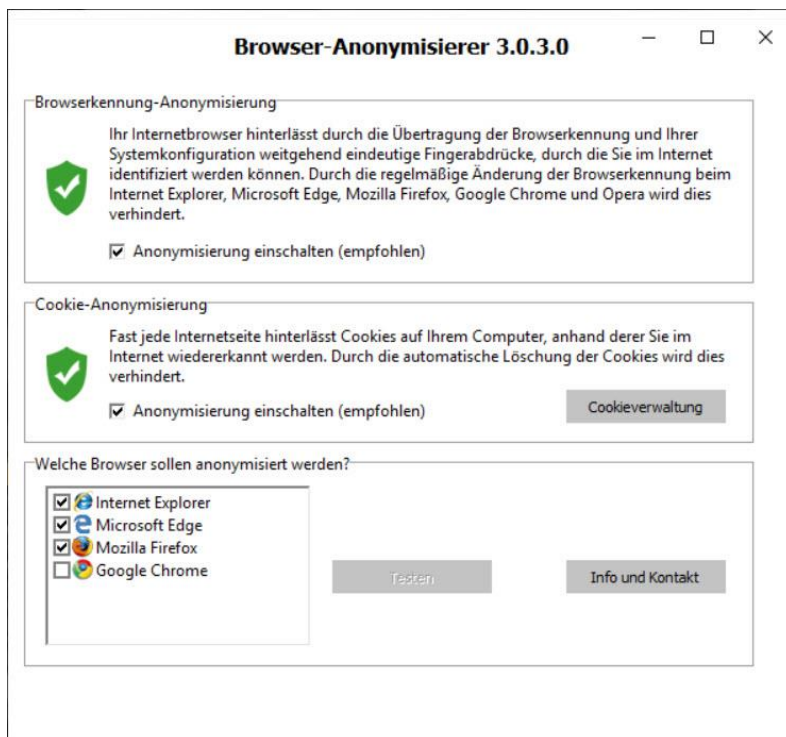 Browser-Anonymisierer 3.0.3.0
Browserkennung-Anonymisierung
Ihr Internetbrowser hinterlässt durch die Übertragung der Browserkennung und Ihrer
Systemkonfiguration weitgehend eindeutige Fingerabdrücke, durch die Sie im Internet
identifiziert werden können. Durch die regelmäßige Änderung der Browserkennung beim
Internet Explorer, Microsoft Edge, Mozilla Firefox, Google Chrome und Opera wird dies
verhindert.
Anonymisierung einschalten (empfohlen)
Cookie-Anonymisierung
Fast jede Internetseite hinterlässt Cookies auf Ihrem Computer, anhand derer Sie im
Internet wiedererkannt werden. Durch die automatische Löschung der Cookies wird dies
verhindert.
Anonymisierung einschalten (empfohlen)
Cookieverwaltung
Welche Browser sollen anonymisiert werden?
Internet Explorer
Microsoft Edge
Mozilla Firefox
Google Chrome
Testen
Info und Kontakt